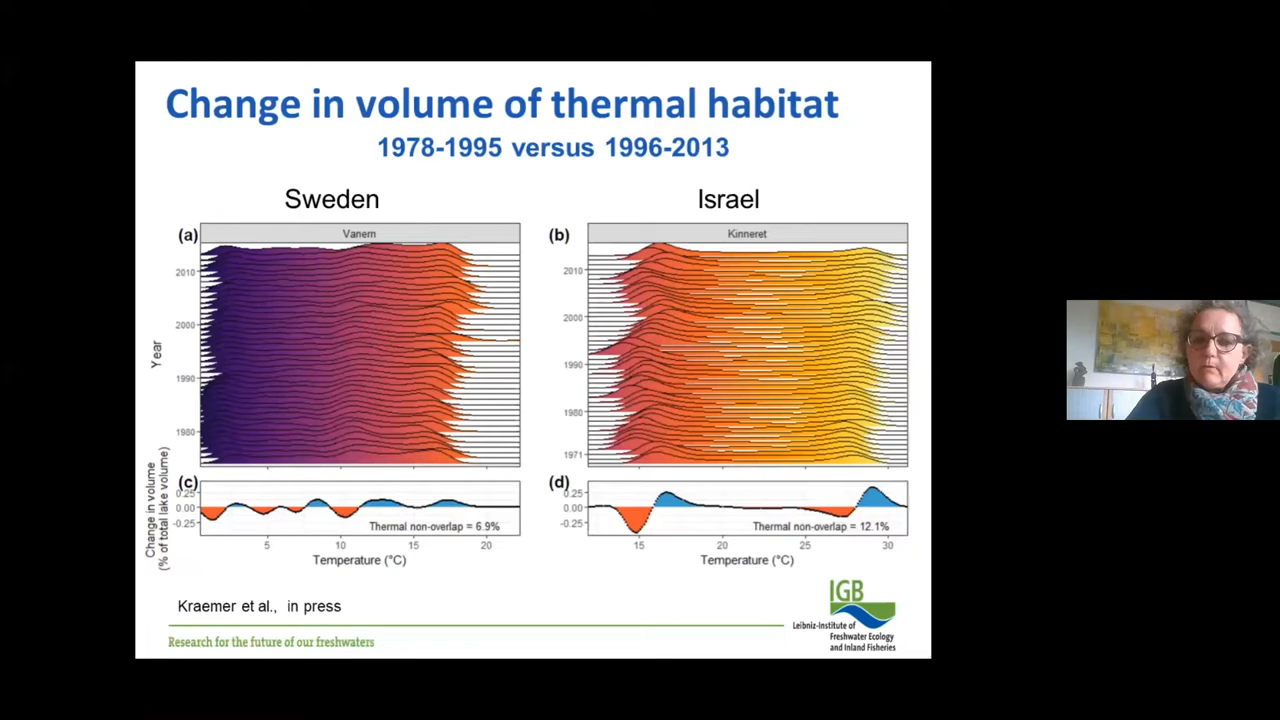 Change in volume of thermal habitat
1978-1995 versus 1996-2013
Sweden
Israel
(a)
Vanern
(b)
Kinneret
Year
2010
2000
1990
1980
2010
2000
1990
1980
1971
Change in volume
(% of total lake volume)
(c)
0.25
0.00
-0.25
Thermal non-overlap = 6.9%
5
10
15
20
Temperature (°C)
(d)
0.25
0.00
-0.25
Thermal non-overlap = 12.1%
15
20
25
30
Temperature (°C)
Kraemer et al., in press
Research for the future of our freshwaters
IGB
Leibniz-Institute of
Freshwater Ecology
and Inland Fisheries